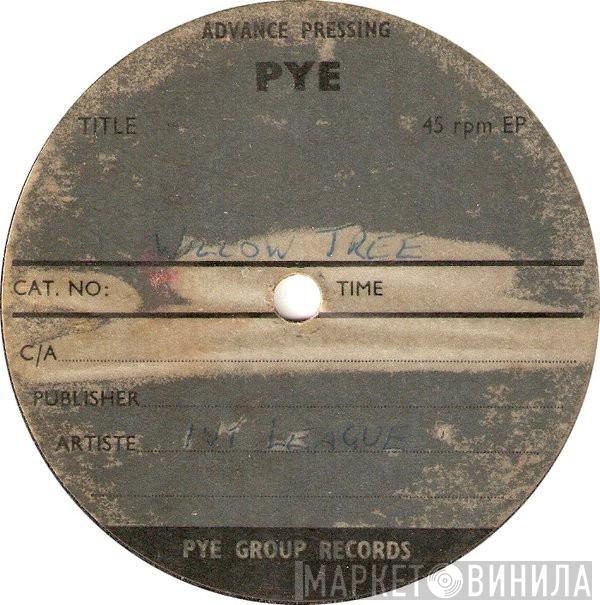 ADVANCE PRESSING
PYE
TITLE 45 rpm EP
WILLOW TREE
CAT. NO: TIME
C/A
PUBLISHER
ARTISTE IVY LEAGUE
PYE GROUP RECORDS
МАРКЕТ ВИНИЛА